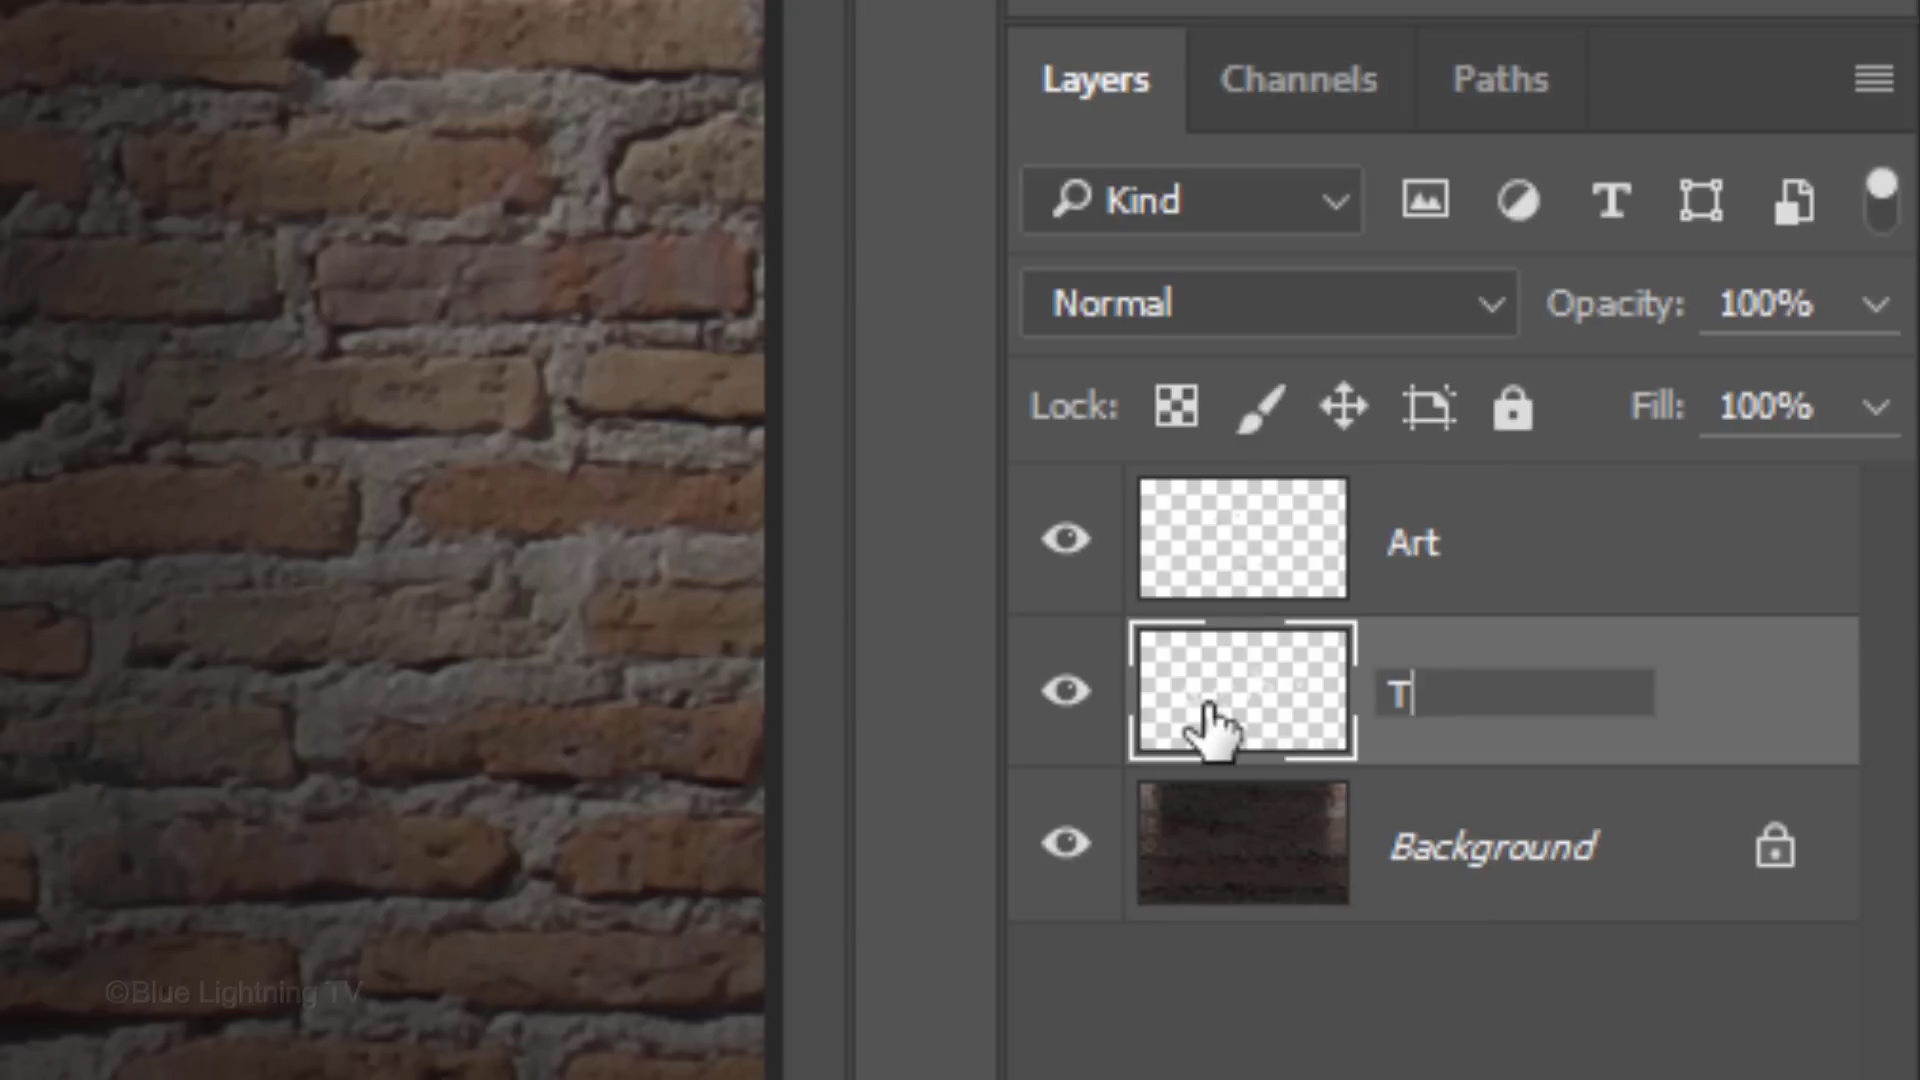 Layers Channels Paths
Kind
Normal Opacity: 100%
Lock: Fill: 100%
Art
T
Background
©Blue Lightning TV